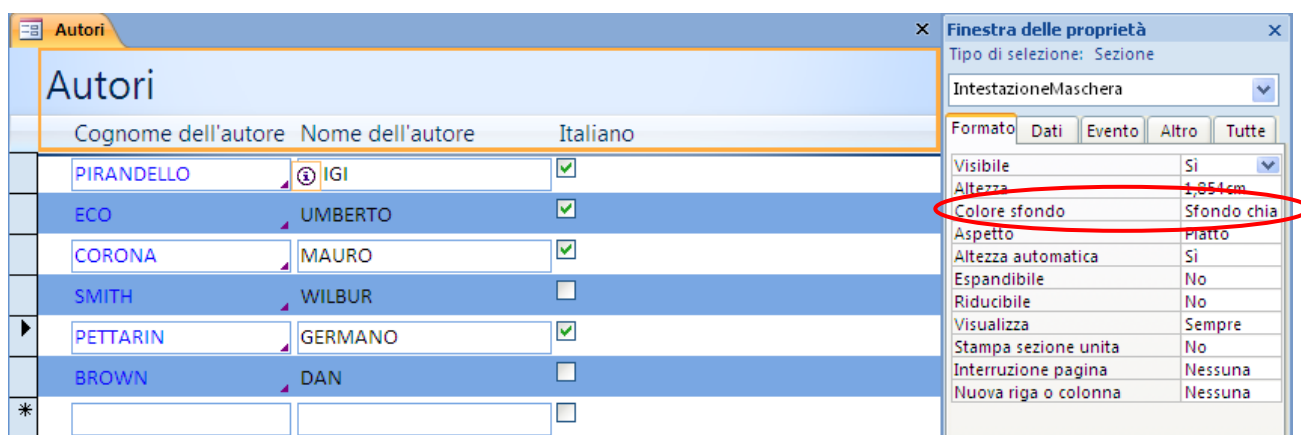 Autori
Autori
Cognome dell'autore Nome dell'autore Italiano
PIRANDELLO IGI
ECO UMBERTO
CORONA MAURO
SMITH WILBUR
PETTARIN GERMANO
BROWN DAN
Finestra delle proprietà
Tipo di selezione: Sezione
IntestazioneMaschera
Formato Dati Evento Altro Tutte
Visibile Sì
Altezza 1,854cm
Colore sfondo Sfondo chia
Aspetto Piatto
Altezza automatica Sì
Espandibile No
Riducibile No
Visualizza Sempre
Stampa sezione unita No
Interruzione pagina Nessuna
Nuova riga o colonna Nessuna